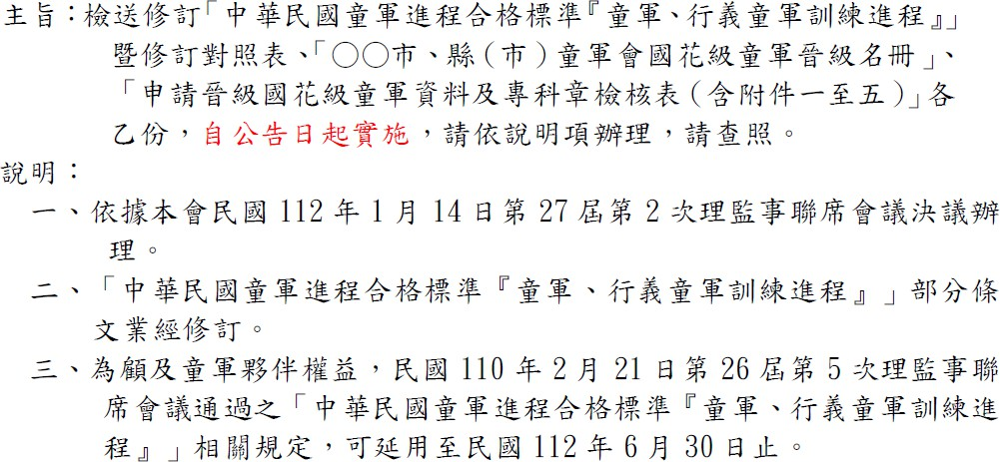 主旨：檢送修訂「中華民國童軍進程合格標準『童軍、行義童軍訓練進程』」
暨修訂對照表、「○○市、縣（市）童軍會國花級童軍晉級名冊」、
「申請晉級國花級童軍資料及專科章檢核表（含附件一至五）」各
乙份，自公告日起實施，請依說明項辦理，請查照。
說明：
一、依據本會民國 112 年 1 月 14 日第 27 屆第 2 次理監事聯席會議決議辦
理。
二、「中華民國童軍進程合格標準『童軍、行義童軍訓練進程』」部分條
文業經修訂。
三、為顧及童軍夥伴權益，民國 110 年 2 月 21 日第 26 屆第 5 次理監事聯
席會議通過之「中華民國童軍進程合格標準『童軍、行義童軍訓練進
程』」相關規定，可延用至民國 112 年 6 月 30 日止。